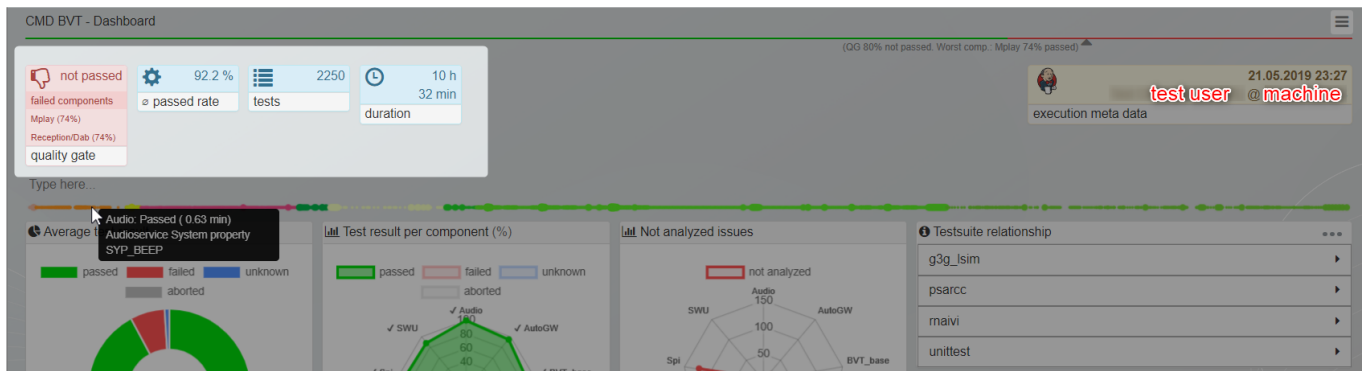 CMD BVT - Dashboard
(QG 80% not passed. Worst comp.: Mplay 74% passed)
not passed
failed components
Mplay (74%)
Reception/Dab (74%)
quality gate
92.2 %
⌀ passed rate
2250
tests
10 h
32 min
duration
21.05.2019 23:27
test user @ machine
execution meta data
Type here...
Audio: Passed ( 0.63 min)
Audioservice System property
SYP_BEEP
Average t
passed failed unknown
aborted
Test result per component (%)
passed failed unknown
aborted
✓ Audio
100
✓ SWU
✓ AutoGW
80
60
40
Not analyzed issues
not analyzed
Audio
150
SWU
AutoGW
100
50
Spi
BVT_base
Testsuite relationship
g3g_lsim
psarcc
rnaivi
unittest